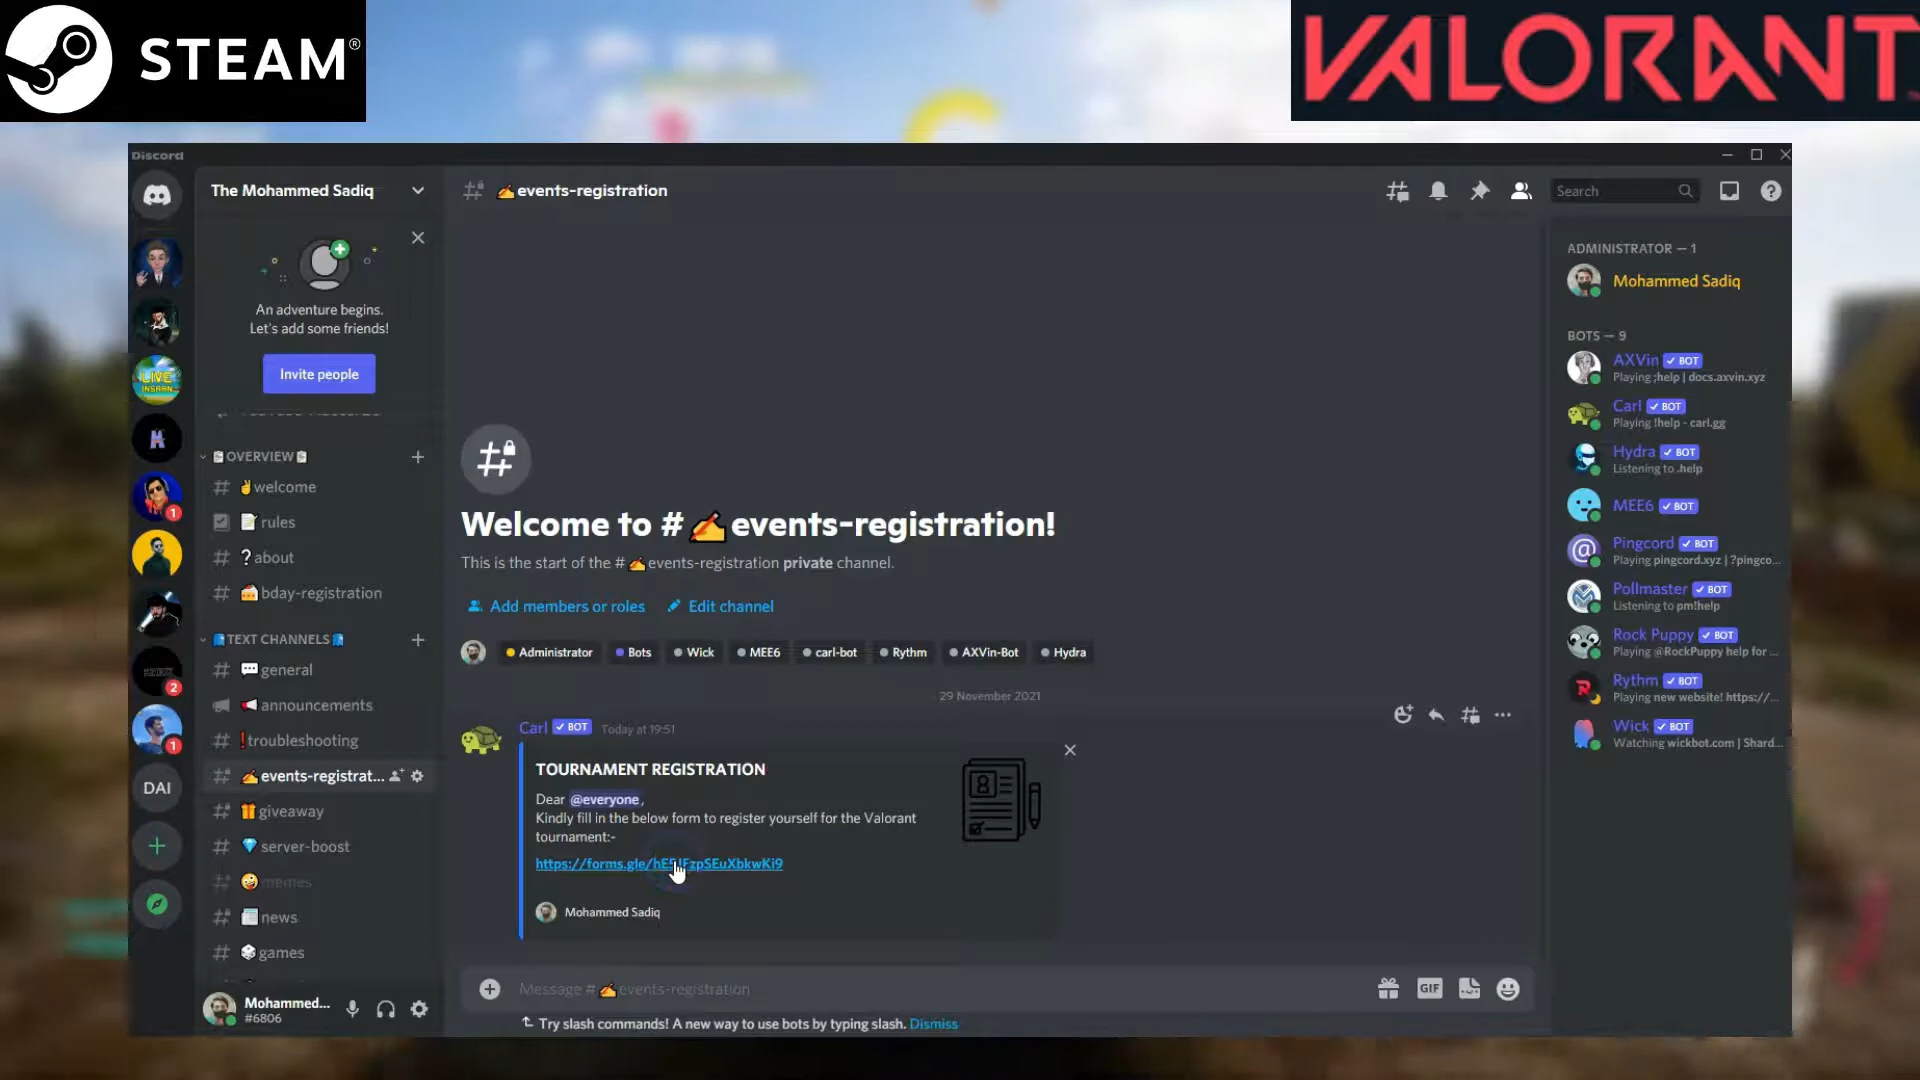 STEAM®
VALORANT
Discord
The Mohammed Sadiq
✍️events-registration
Search
An adventure begins.
Let's add some friends!
Invite people
📋OVERVIEW📋
+
✌welcome
📝rules
❓about
🍰bday-registration
📘TEXT CHANNELS📘
+
💬general
📢announcements
❗troubleshooting
✍️events-registrat...
🎁giveaway
💎server-boost
🤪memes
📰news
🎲games
DAI
1
2
1
Mohammed...
#6806
Welcome to #✍️events-registration!
This is the start of the #✍️events-registration private channel.
Add members or roles
Edit channel
Administrator
Bots
Wick
MEE6
carl-bot
Rythm
AXVin-Bot
Hydra
29 November 2021
Carl ✓ BOT Today at 19:51
TOURNAMENT REGISTRATION
Dear @everyone,
Kindly fill in the below form to register yourself for the Valorant
tournament:-
Mohammed Sadiq
Message #✍️events-registration
GIF
Try slash commands! A new way to use bots by typing slash. Dismiss
ADMINISTRATOR — 1
Mohammed Sadiq
BOTS — 9
AXVin ✓ BOT
Playing ;help | docs.axvin.xyz
Carl ✓ BOT
Playing !help - carl.gg
Hydra ✓ BOT
Listening to .help
MEE6 ✓ BOT
Pingcord ✓ BOT
Playing pingcord.xyz | ?pingco...
Pollmaster ✓ BOT
Listening to pm!help
Rock Puppy ✓ BOT
Playing @RockPuppy help for ...
Rythm ✓ BOT
Playing new website! https://...
Wick ✓ BOT
Watching wickbot.com | Shard...